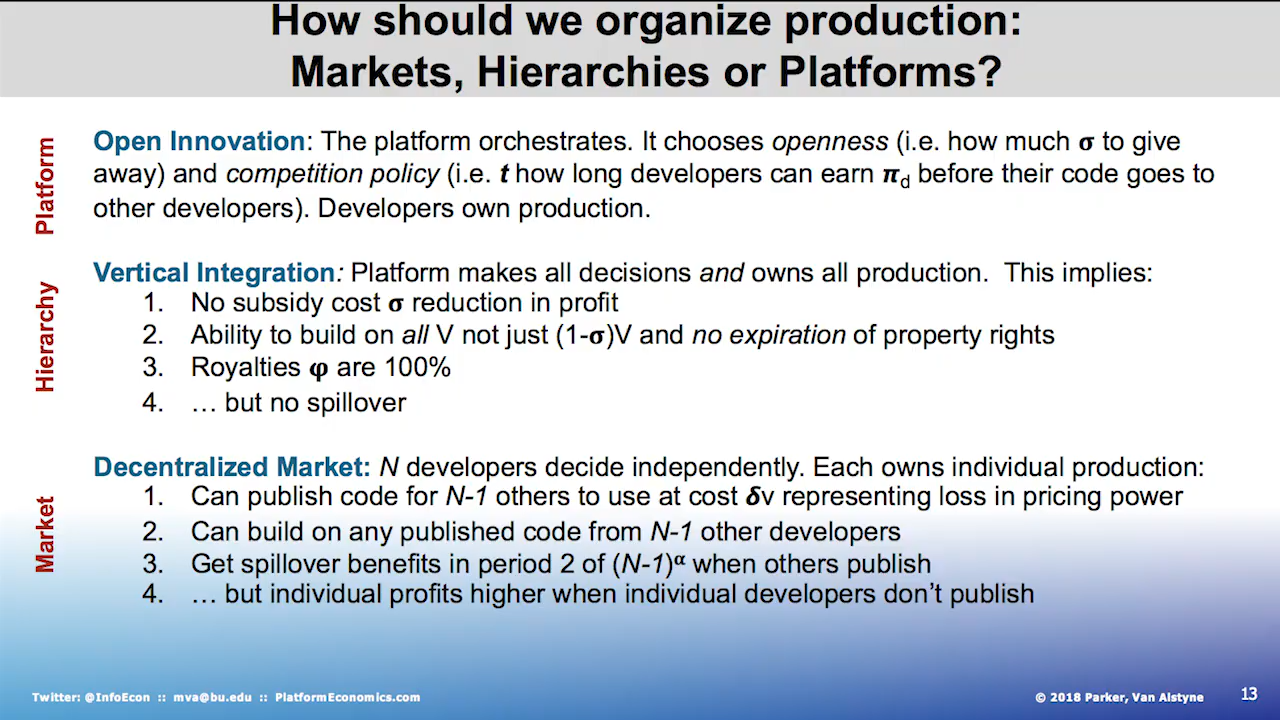 How should we organize production:
Markets, Hierarchies or Platforms?
Platform
Open Innovation: The platform orchestrates. It chooses openness (i.e. how much σ to give
away) and competition policy (i.e. t how long developers can earn πd before their code goes to
other developers). Developers own production.
Hierarchy
Vertical Integration: Platform makes all decisions and owns all production. This implies:
1. No subsidy cost σ reduction in profit
2. Ability to build on all V not just (1-σ)V and no expiration of property rights
3. Royalties φ are 100%
4. … but no spillover
Market
Decentralized Market: N developers decide independently. Each owns individual production:
1. Can publish code for N-1 others to use at cost δv representing loss in pricing power
2. Can build on any published code from N-1 other developers
3. Get spillover benefits in period 2 of (N-1)^α when others publish
4. … but individual profits higher when individual developers don’t publish
Twitter: @InfoEcon :: mva@bu.edu :: PlatformEconomics.com
© 2018 Parker, Van Alstyne
13